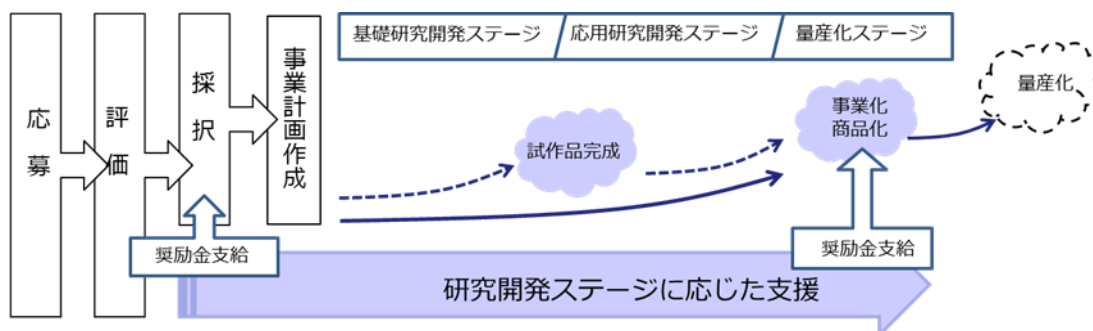 応募
評価
採択
事業計画作成
基礎研究開発ステージ
応用研究開発ステージ
量産化ステージ
試作品完成
事業化
商品化
量産化
奨励金支給
奨励金支給
研究開発ステージに応じた支援